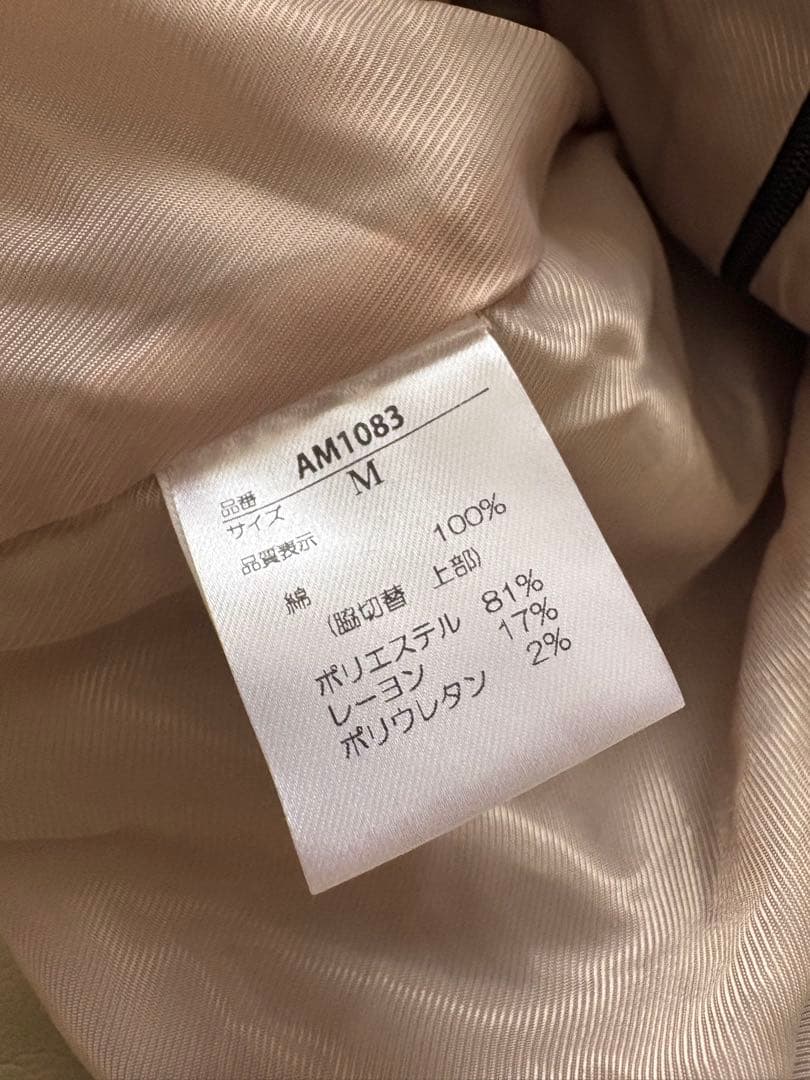 品番 AM1083
サイズ M
品質表示
綿 100%
(脇切替 上部)
ポリエステル 81%
レーヨン 17%
ポリウレタン 2%